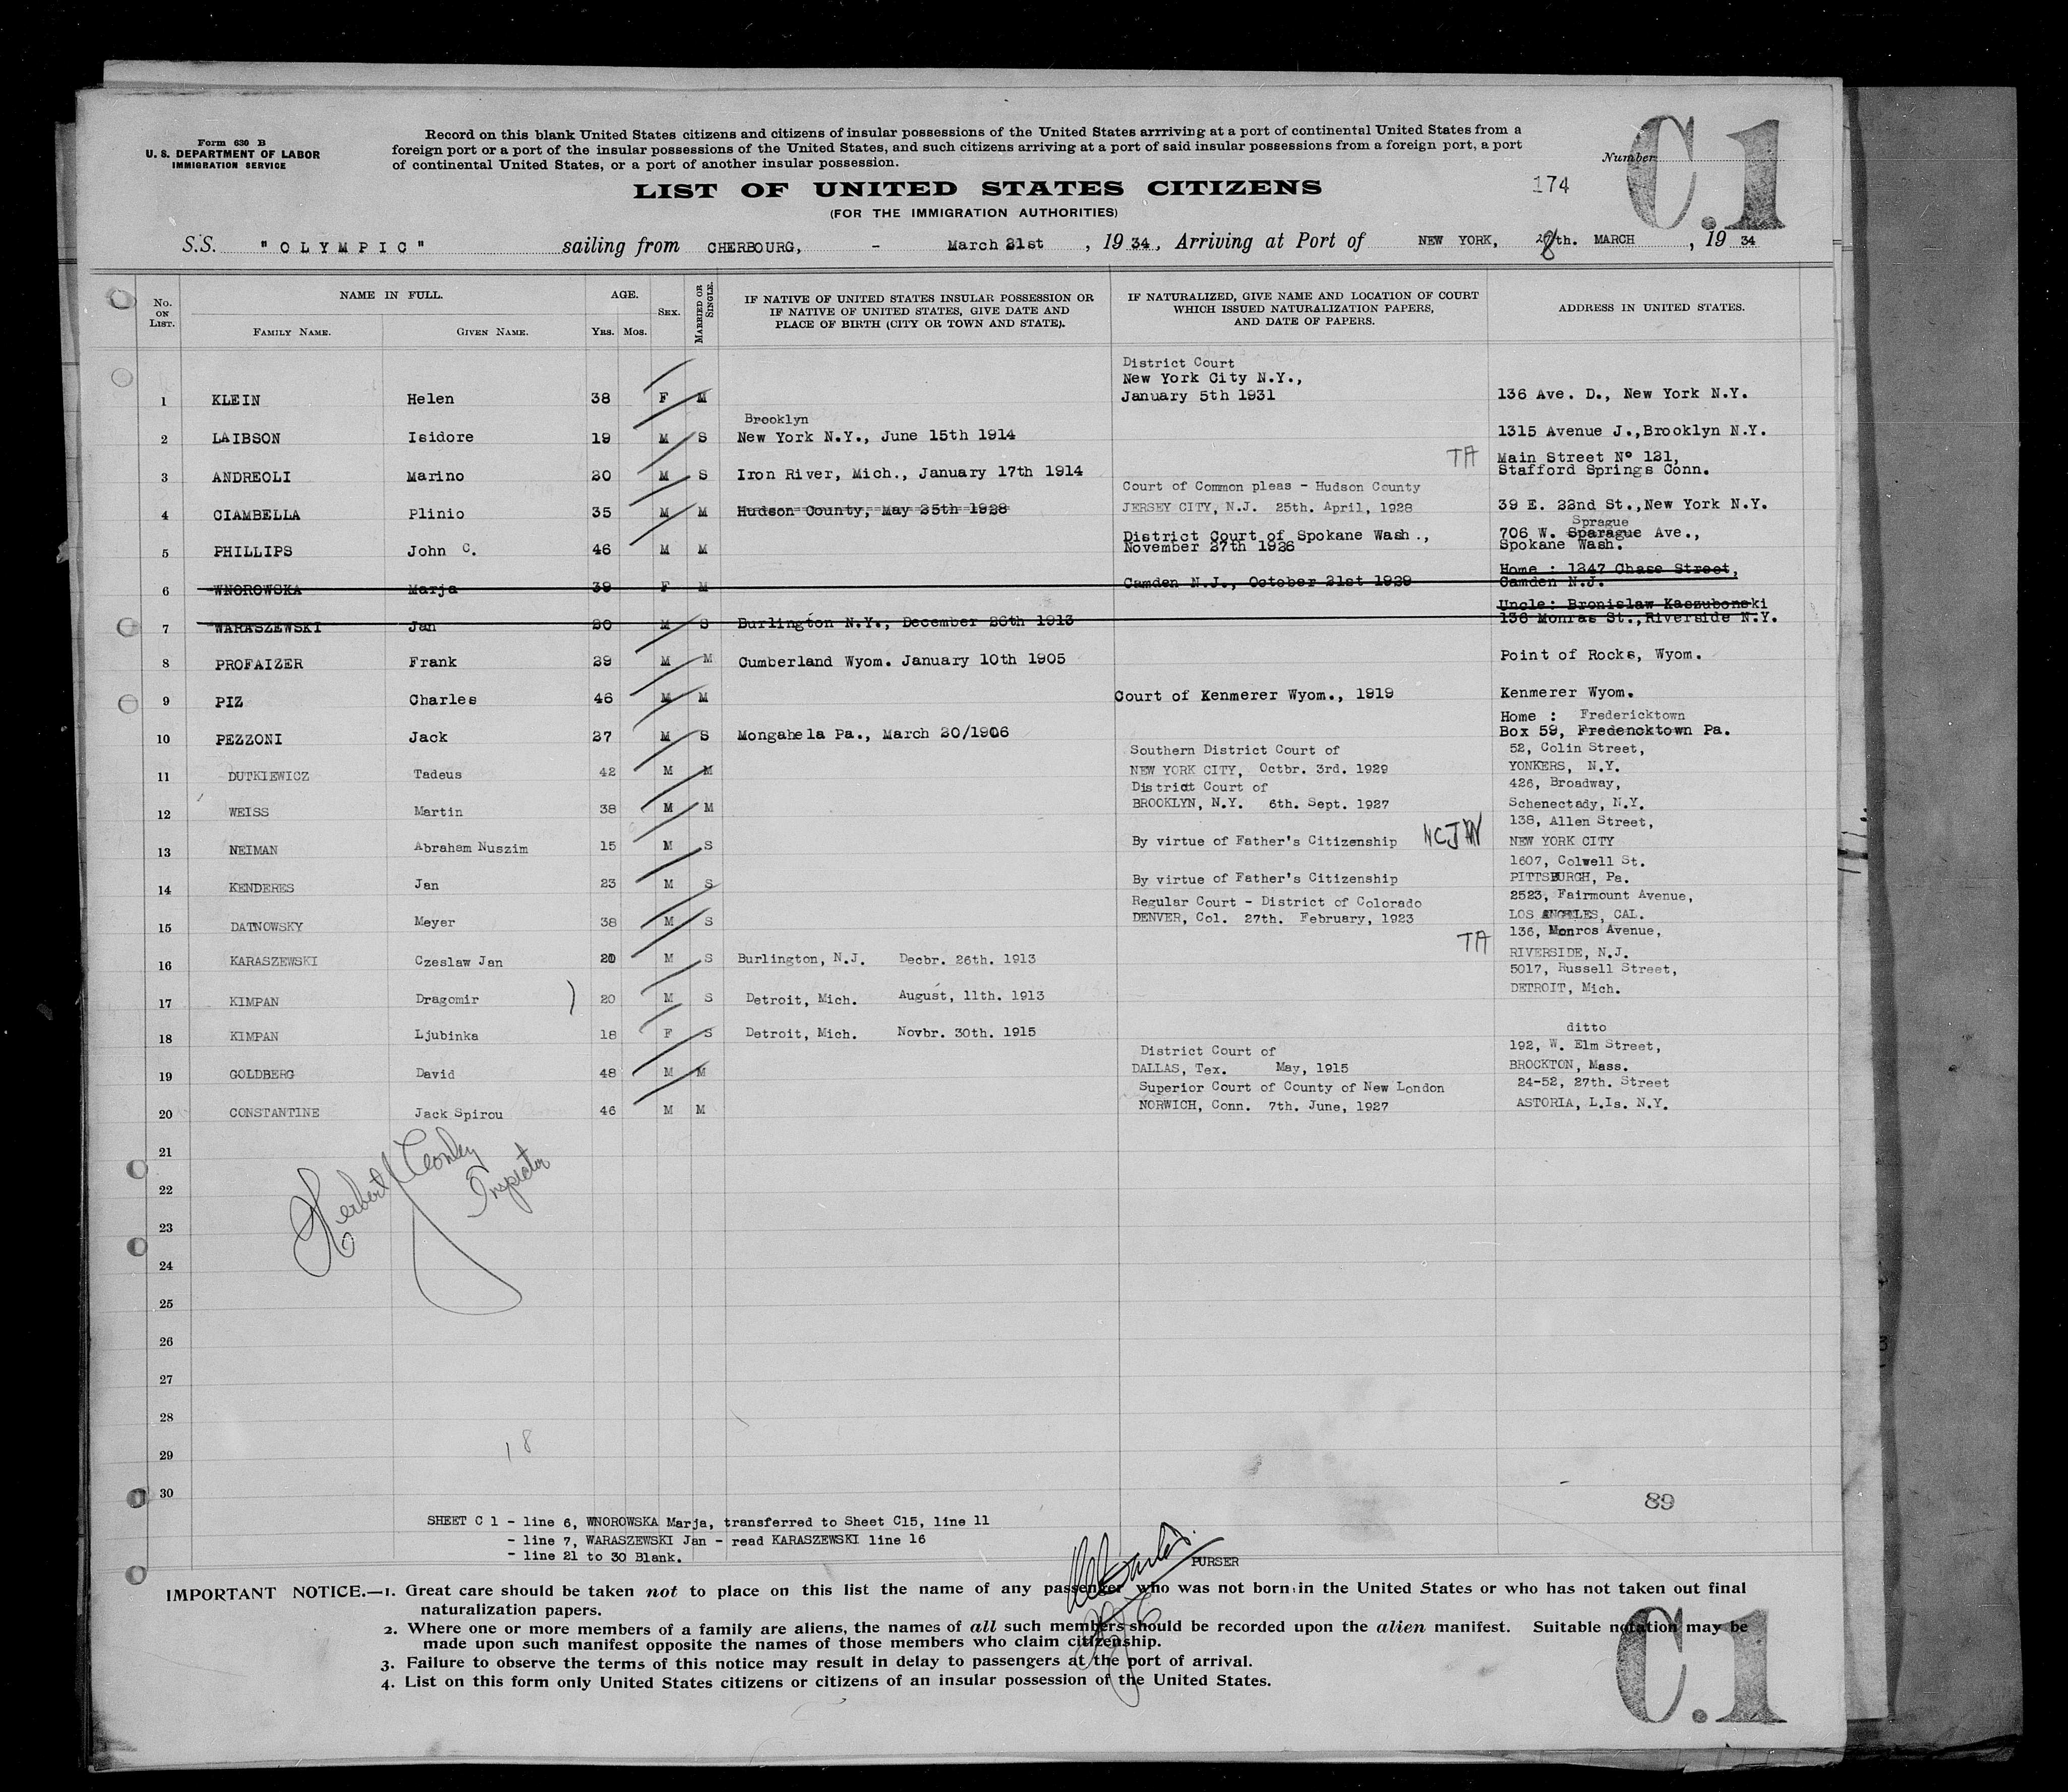 Form 630 B
U. S. DEPARTMENT OF LABOR
IMMIGRATION SERVICE
Record on this blank United States citizens and citizens of insular possessions of the United States arrriving at a port of continental United States from a
foreign port or a port of the insular possessions of the United States, and such citizens arriving at a port of said insular possessions from a foreign port, a port
of continental United States, or a port of another insular possession.
Number
C.1
LIST OF UNITED STATES CITIZENS
174
(FOR THE IMMIGRATION AUTHORITIES)
S.S. "OLYMPIC" sailing from CHERBOURG, - March 21st , 19 34, Arriving at Port of NEW YORK, 28th. MARCH , 19 34
No. ON LIST.
NAME IN FULL.
FAMILY NAME.
GIVEN NAME.
AGE.
YRS. MOS.
SEX.
MARRIED OR SINGLE.
IF NATIVE OF UNITED STATES INSULAR POSSESSION OR
IF NATIVE OF UNITED STATES, GIVE DATE AND
PLACE OF BIRTH (CITY OR TOWN AND STATE).
IF NATURALIZED, GIVE NAME AND LOCATION OF COURT
WHICH ISSUED NATURALIZATION PAPERS,
AND DATE OF PAPERS.
ADDRESS IN UNITED STATES.
District Court
New York City N.Y.,
1 KLEIN Helen 38 F M January 5th 1931 136 Ave. D., New York N.Y.
Brooklyn
2 LAIBSON Isidore 19 M S New York N.Y., June 15th 1914 1315 Avenue J.,Brooklyn N.Y.
TA Main Street Nº 121,
3 ANDREOLI Marino 20 M S Iron River, Mich., January 17th 1914 Stafford Springs Conn.
Court of Common pleas - Hudson County
4 CIAMBELLA Plinio 35 M M Hudson County, May 25th 1928 JERSEY CITY, N.J. 25th. April, 1928 39 E. 22nd St.,New York N.Y.
Sprague
District Court of Spokane Wash., 706 W. Sparague Ave.,
5 PHILLIPS John C. 46 M M November 27th 1926 Spokane Wash.
Home : 1247 Chase Street,
6 WNOROWSKA Marja 39 F M Camden N.J., October 21st 1929 Camden N.J.
Uncle: Bronislaw Kaszubonski
7 WARASZEWSKI Jan 20 M S Burlington N.Y., December 26th 1913 136 Monras St.,Riverside N.Y.
8 PROFAIZER Frank 29 M M Cumberland Wyom. January 10th 1905 Point of Rocks, Wyom.
9 PIZ Charles 46 M M Court of Kenmerer Wyom., 1919 Kenmerer Wyom.
Home : Fredericktown
10 PEZZONI Jack 27 M S Mongahela Pa., March 20/1906 Box 59, Fredencktown Pa.
Southern District Court of 52, Colin Street,
11 DUTKIEWICZ Tadeus 42 M M NEW YORK CITY, Octbr. 3rd. 1929 YONKERS, N.Y.
District Court of 426, Broadway,
12 WEISS Martin 38 M M BROOKLYN, N.Y. 6th. Sept. 1927 Schenectady, N.Y.
138, Allen Street,
13 NEIMAN Abraham Nuszim 15 M S By virtue of Father's Citizenship NEW YORK CITY
1607, Colwell St.
14 KENDERES Jan 23 M S By virtue of Father's Citizenship PITTSBURGH, Pa.
Regular Court - District of Colorado 2523, Fairmount Avenue,
15 DATNOWSKY Meyer 38 M S DENVER, Col. 27th. February, 1923 LOS ANGELES, CAL.
TA 136, Monros Avenue,
16 KARASZEWSKI Czeslaw Jan 20 M S Burlington, N.J. Decbr. 26th. 1913 RIVERSIDE, N.J.
5017, Russell Street,
17 KIMPAN Dragomir ) 20 M S Detroit, Mich. August, 11th. 1913 DETROIT, Mich.
18 KIMPAN Ljubinka 18 F S Detroit, Mich. Novbr. 30th. 1915 ditto
District Court of 192, W. Elm Street,
19 GOLDBERG David 48 M M DALLAS, Tex. May, 1915 BROCKTON, Mass.
Superior Court of County of New London 24-52, 27th. Street
20 CONSTANTINE Jack Spirou 46 M M NORWICH, Conn. 7th. June, 1927 ASTORIA, L.Is. N.Y.
21
Herbert
Inspector
22
23
24
25
26
27
28
29
18
30
89
SHEET C 1 - line 6, WNOROWSKA Marja, transferred to Sheet C15, line 11
- line 7, WARASZEWSKI Jan - read KARASZEWSKI line 16
- line 21 to 30 Blank.
PURSER
IMPORTANT NOTICE.—1. Great care should be taken not to place on this list the name of any passenger who was not born in the United States or who has not taken out final
naturalization papers.
2. Where one or more members of a family are aliens, the names of all such members should be recorded upon the alien manifest. Suitable notation may be
made upon such manifest opposite the names of those members who claim citizenship.
3. Failure to observe the terms of this notice may result in delay to passengers at the port of arrival.
4. List on this form only United States citizens or citizens of an insular possession of the United States.
C.1